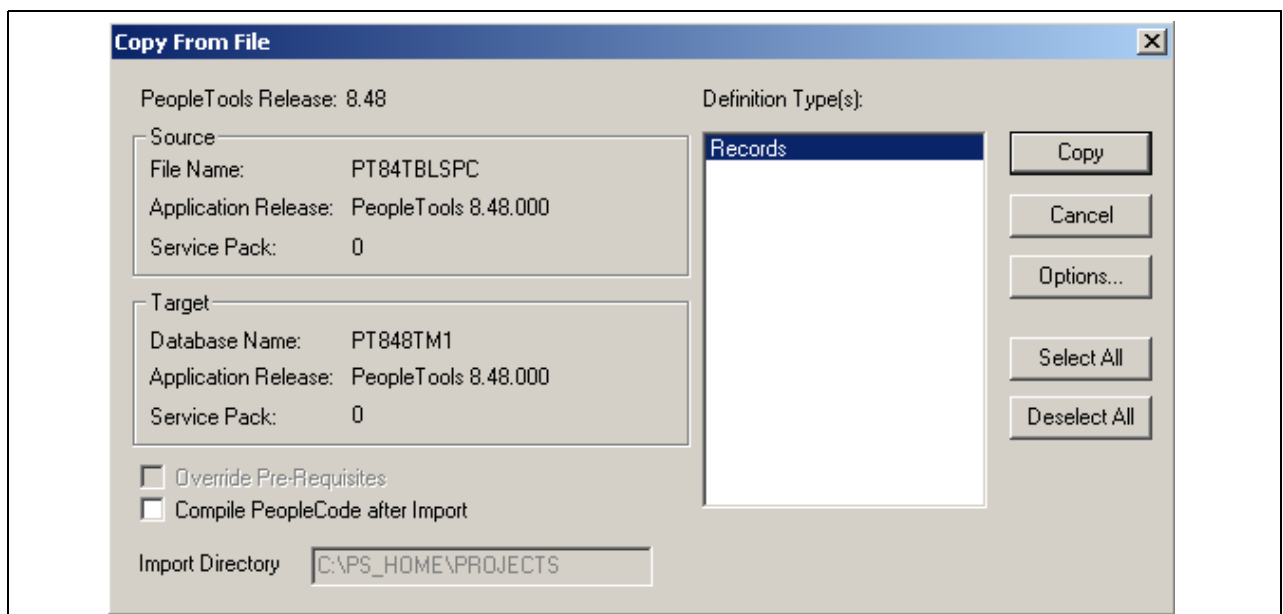 Copy From File
PeopleTools Release: 8.48
Source
File Name: PT84TBLSPC
Application Release: PeopleTools 8.48.000
Service Pack: 0
Target
Database Name: PT848TM1
Application Release: PeopleTools 8.48.000
Service Pack: 0
Override Pre-Requisites
Compile PeopleCode after Import
Import Directory C:\PS_HOME\PROJECTS
Definition Type(s):
Records
Copy
Cancel
Options...
Select All
Deselect All